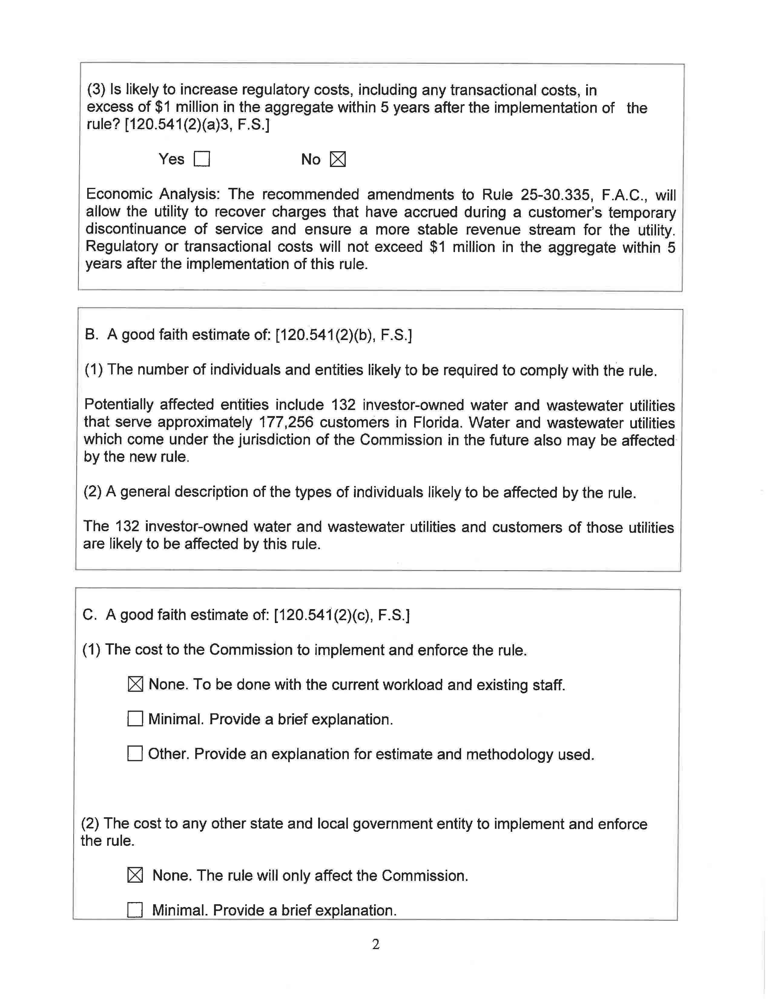 (3) Is likely to increase regulatory costs, including any transactional costs, in
excess of $1 million in the aggregate within 5 years after the implementation of the
rule? [120.541(2)(a)3, F.S.]
Yes ☐ No ☒
Economic Analysis: The recommended amendments to Rule 25-30.335, F.A.C., will
allow the utility to recover charges that have accrued during a customer's temporary
discontinuance of service and ensure a more stable revenue stream for the utility.
Regulatory or transactional costs will not exceed $1 million in the aggregate within 5
years after the implementation of this rule.
B. A good faith estimate of: [120.541(2)(b), F.S.]
(1) The number of individuals and entities likely to be required to comply with the rule.
Potentially affected entities include 132 investor-owned water and wastewater utilities
that serve approximately 177,256 customers in Florida. Water and wastewater utilities
which come under the jurisdiction of the Commission in the future also may be affected
by the new rule.
(2) A general description of the types of individuals likely to be affected by the rule.
The 132 investor-owned water and wastewater utilities and customers of those utilities
are likely to be affected by this rule.
C. A good faith estimate of: [120.541(2)(c), F.S.]
(1) The cost to the Commission to implement and enforce the rule.
☒ None. To be done with the current workload and existing staff.
☐ Minimal. Provide a brief explanation.
☐ Other. Provide an explanation for estimate and methodology used.
(2) The cost to any other state and local government entity to implement and enforce
the rule.
☒ None. The rule will only affect the Commission.
☐ Minimal. Provide a brief explanation.
2